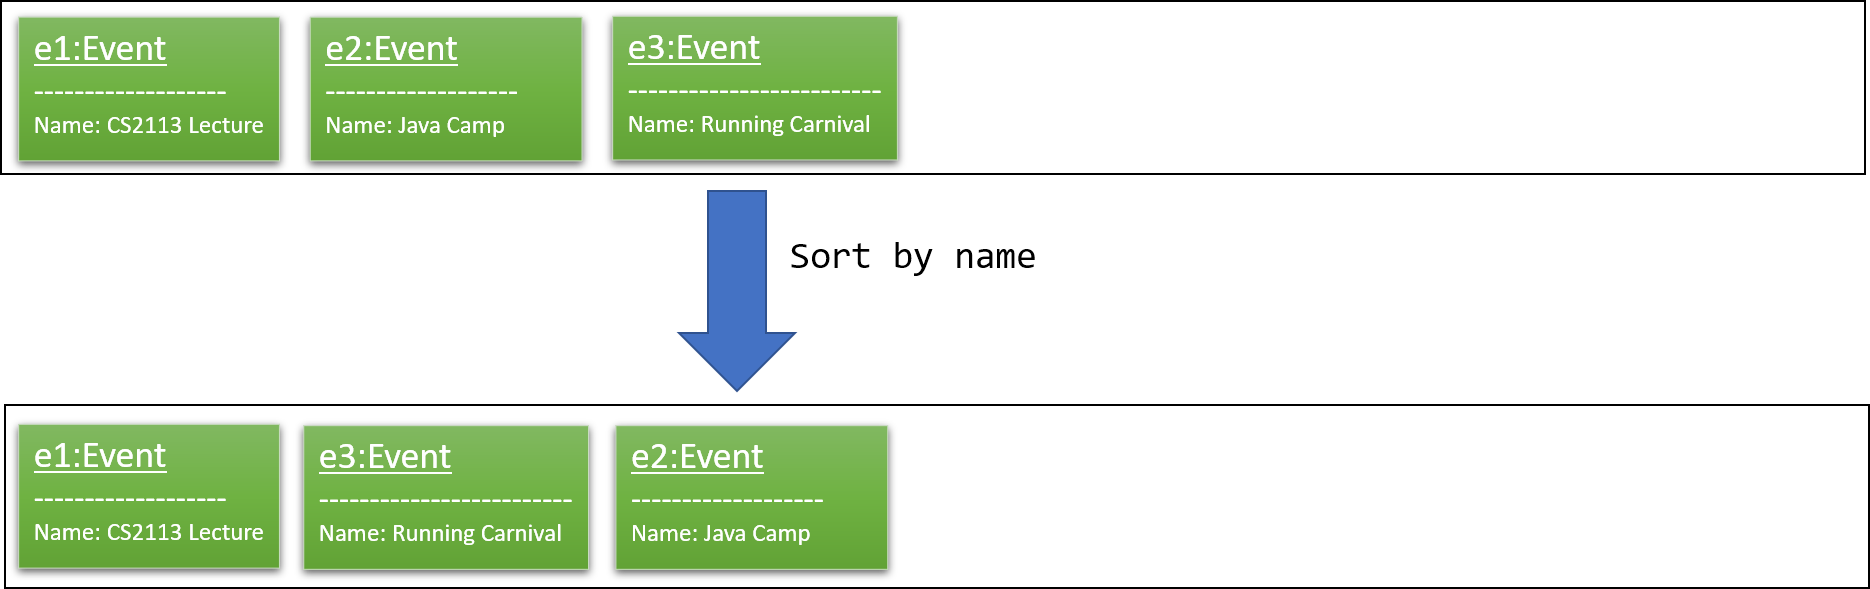 e1:Event
-------------------
Name: CS2113 Lecture
e2:Event
-------------------
Name: Java Camp
e3:Event
-------------------------
Name: Running Carnival
Sort by name
e1:Event
-------------------
Name: CS2113 Lecture
e3:Event
-------------------------
Name: Running Carnival
e2:Event
-------------------
Name: Java Camp